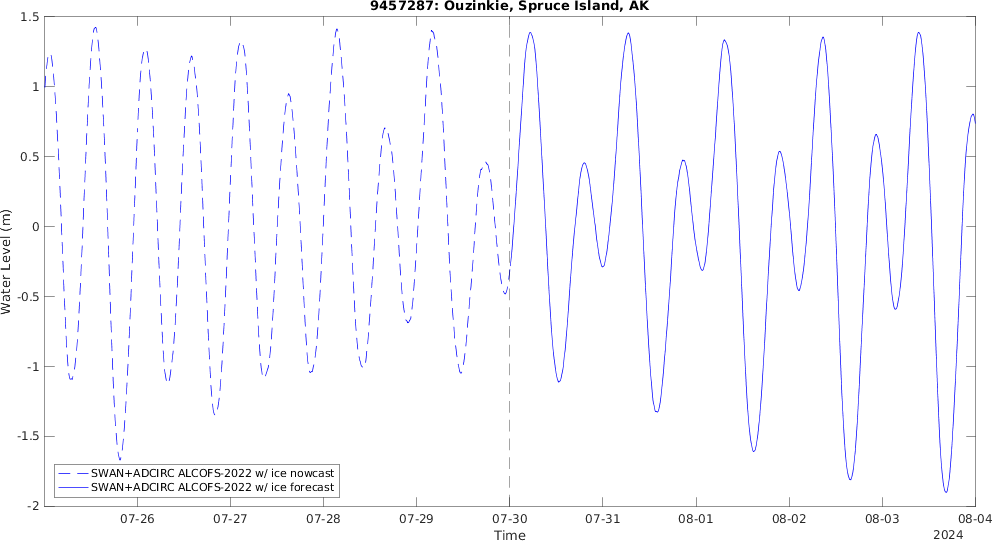 9457287: Ouzinkie, Spruce Island, AK
Water Level (m)
1.5
1
0.5
0
-0.5
-1
-1.5
-2
SWAN+ADCIRC ALCOFS-2022 w/ ice nowcast
SWAN+ADCIRC ALCOFS-2022 w/ ice forecast
07-26 07-27 07-28 07-29 07-30 07-31 08-01 08-02 08-03 08-04
Time
2024